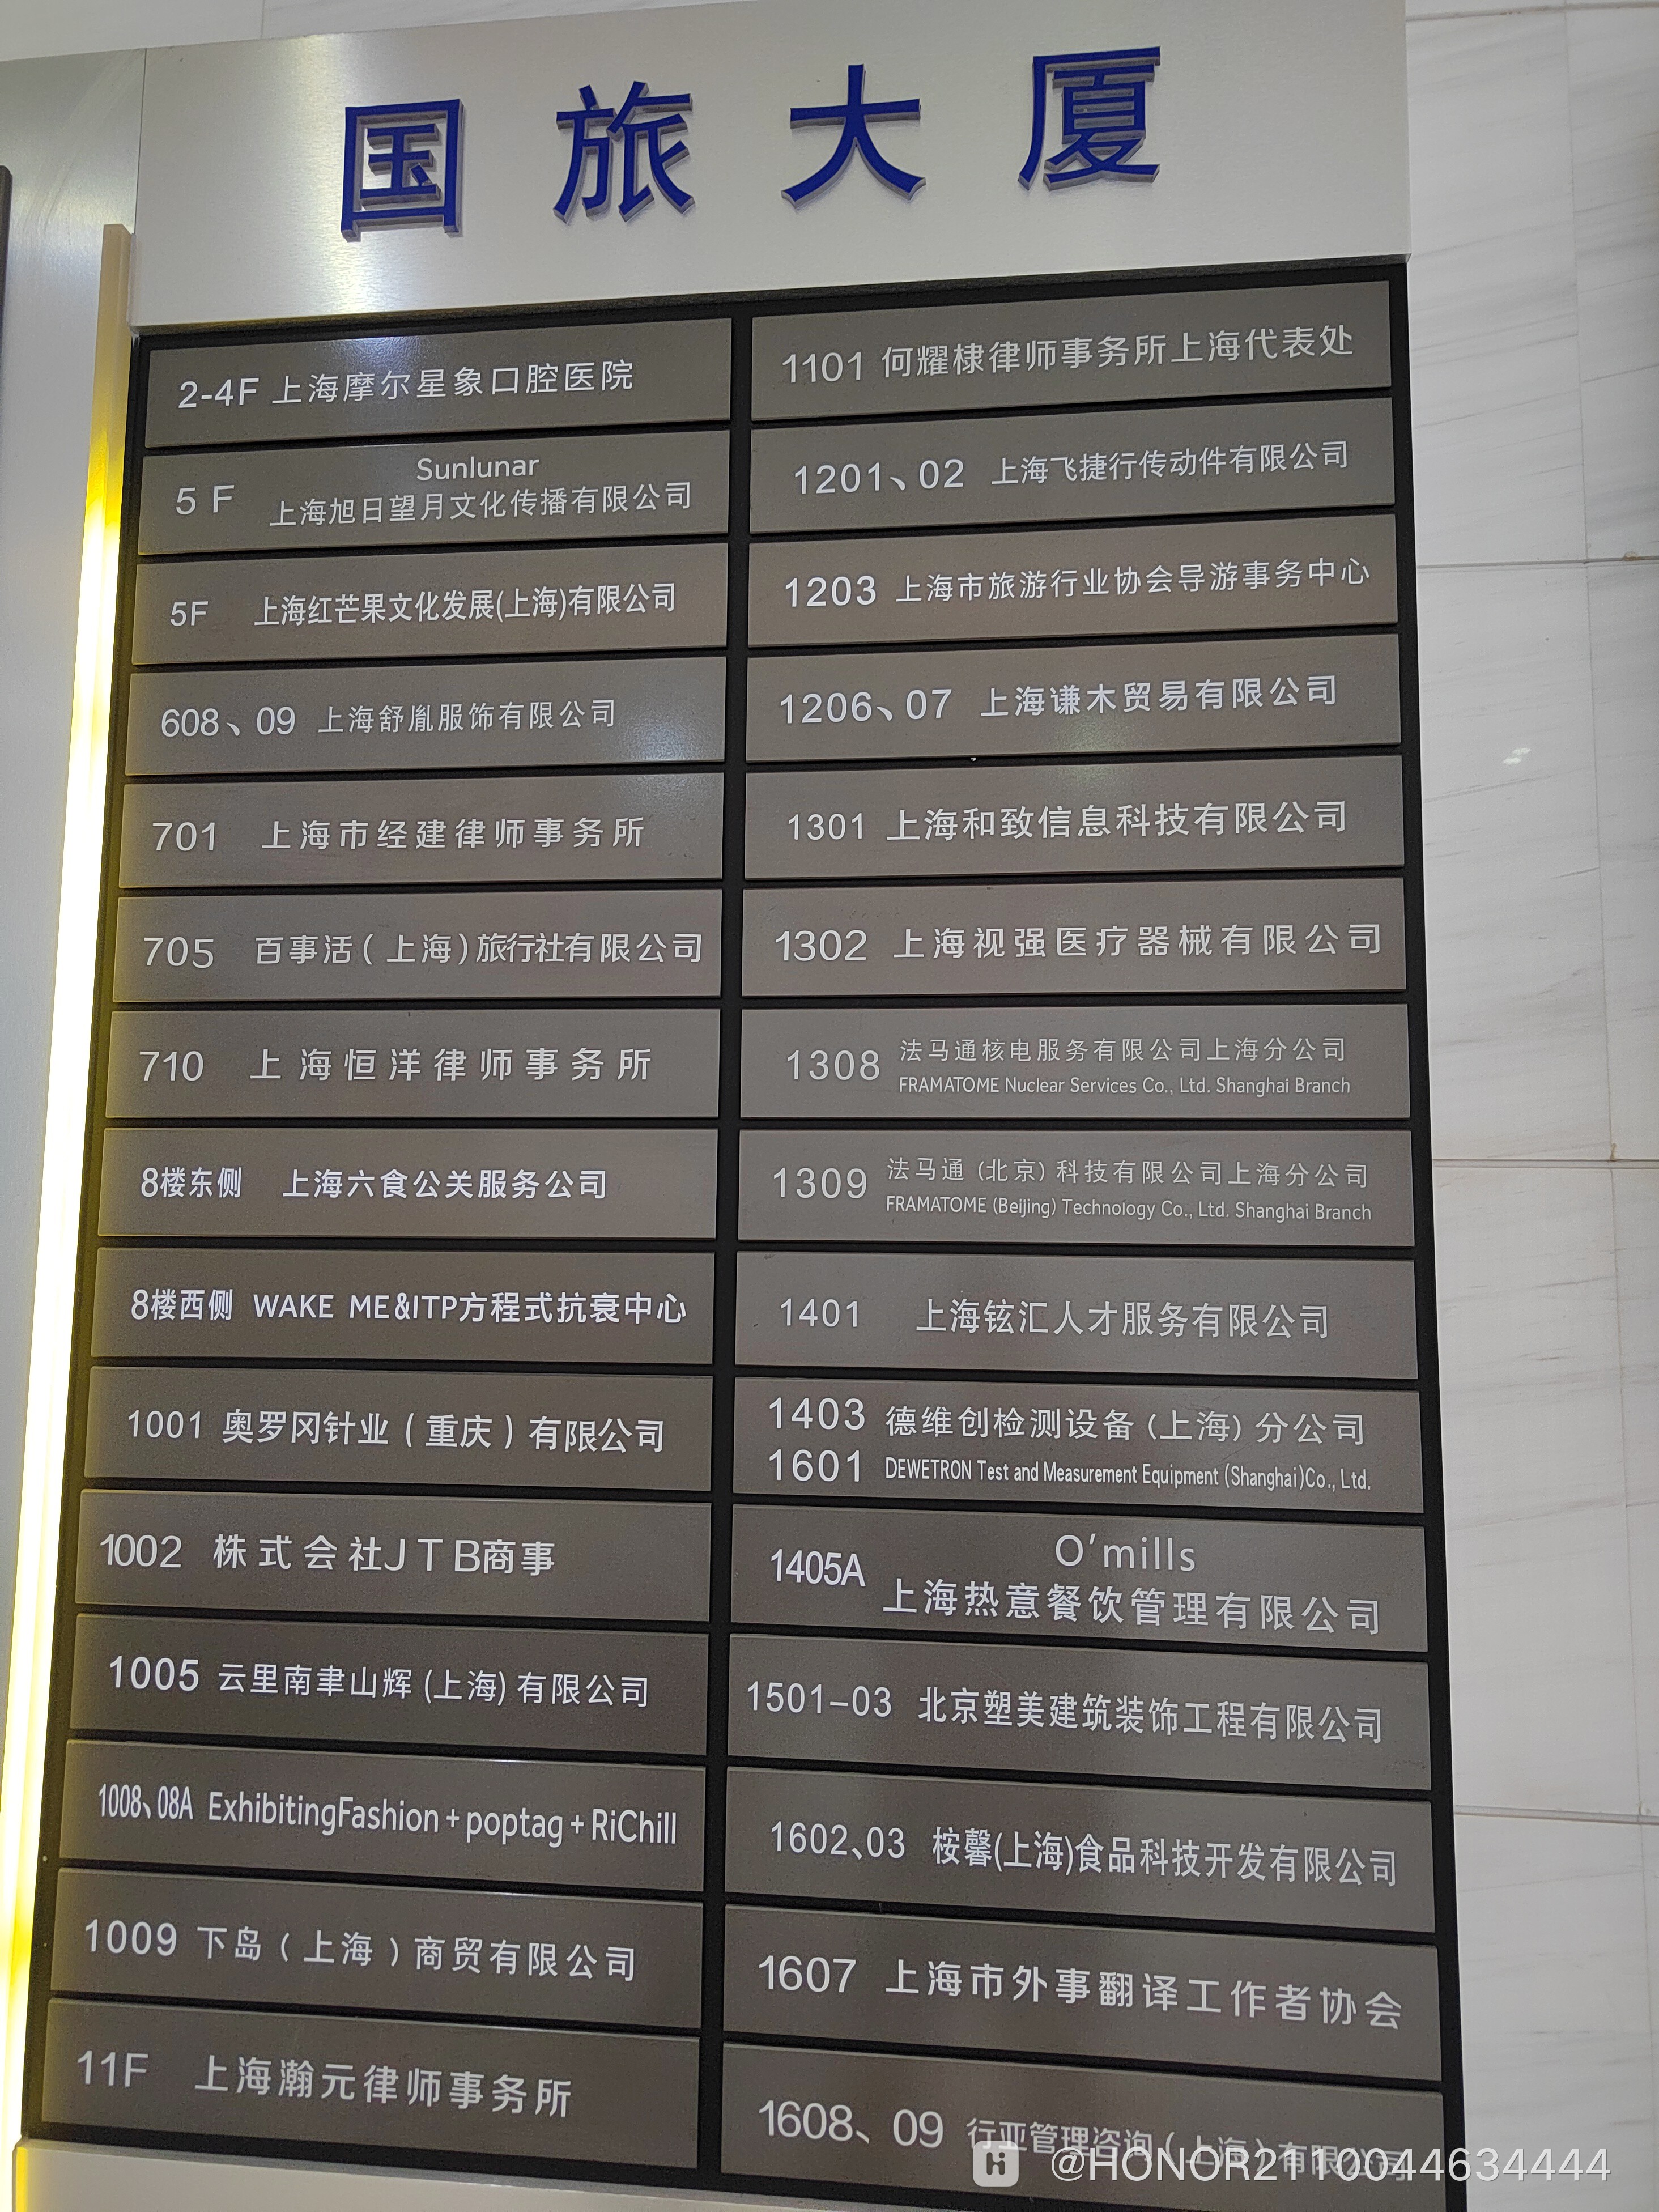 国旅大厦
2-4F 上海摩尔星象口腔医院
Sunlunar
5 F 上海旭日望月文化传播有限公司
5F 上海红芒果文化发展(上海)有限公司
608、09 上海舒胤服饰有限公司
701 上海市经建律师事务所
705 百事活(上海)旅行社有限公司
710 上海恒洋律师事务所
8楼东侧 上海六食公关服务公司
8楼西侧 WAKE ME&ITP方程式抗衰中心
1001 奥罗冈针业(重庆)有限公司
1002 株式会社JTB商事
1005 云里南聿山辉(上海)有限公司
1008、08A ExhibitingFashion+poptag+RiChill
1009 下岛(上海)商贸有限公司
11F 上海瀚元律师事务所
1101 何耀棣律师事务所上海代表处
1201、02 上海飞捷行传动件有限公司
1203 上海市旅游行业协会导游事务中心
1206、07 上海谦木贸易有限公司
1301 上海和致信息科技有限公司
1302 上海视强医疗器械有限公司
1308 法马通核电服务有限公司上海分公司
FRAMATOME Nuclear Services Co., Ltd. Shanghai Branch
1309 法马通(北京)科技有限公司上海分公司
FRAMATOME (Beijing) Technology Co., Ltd. Shanghai Branch
1401 上海铉汇人才服务有限公司
1403 德维创检测设备(上海)分公司
1601 DEWETRON Test and Measurement Equipment (Shanghai)Co., Ltd.
O'mills
1405A 上海热意餐饮管理有限公司
1501-03 北京塑美建筑装饰工程有限公司
1602、03 桉馨(上海)食品科技开发有限公司
1607 上海市外事翻译工作者协会
1608、09 行亚管理咨询(上海)有限公司
@HONOR2110044634444